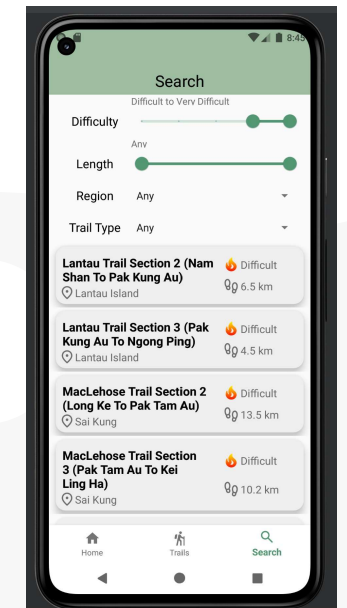 8:45
Search
Difficult to Very Difficult
Difficulty
Any
Length
Region Any
Trail Type Any
Lantau Trail Section 2 (Nam
Shan To Pak Kung Au)
Lantau Island
Difficult
6.5 km
Lantau Trail Section 3 (Pak
Kung Au To Ngong Ping)
Lantau Island
Difficult
4.5 km
MacLehose Trail Section 2
(Long Ke To Pak Tam Au)
Sai Kung
Difficult
13.5 km
MacLehose Trail Section
3 (Pak Tam Au To Kei
Ling Ha)
Sai Kung
Difficult
10.2 km
Home Trails Search